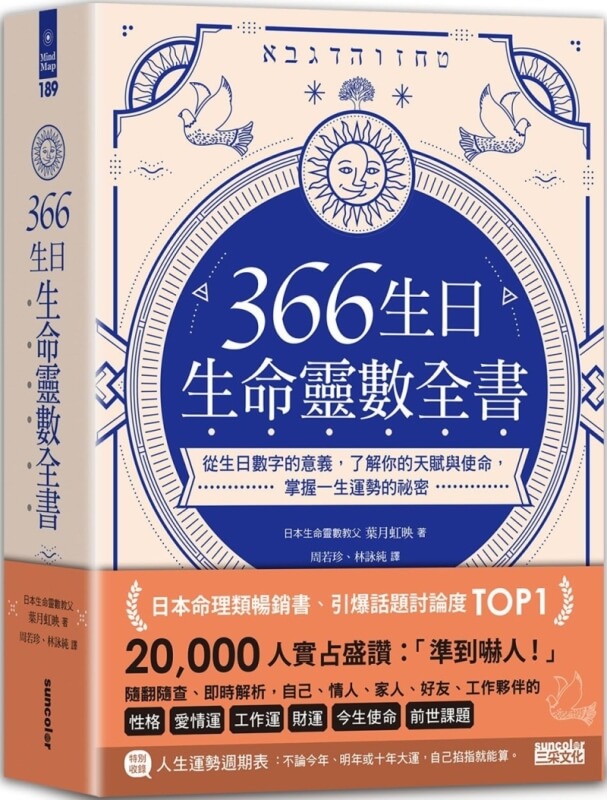 Mind
Map
189
366
生日
生命靈數全書
日本生命靈數教父
葉月虹映 著
周若珍、林詠純 譯
suncolor
א ב ג ד ה ו ז ח ט
366生日
生命靈數全書
從生日數字的意義，了解你的天賦與使命，
掌握一生運勢的祕密
日本生命靈數教父 葉月虹映 著
周若珍、林詠純 譯
日本命理類暢銷書、引爆話題討論度 TOP1
20,000人實占盛讚：「準到嚇人！」
隨翻隨查、即時解析，自己、情人、家人、好友、工作夥伴的
性格 愛情運 工作運 財運 今生使命 前世課題
特別收錄 人生運勢週期表：不論今年、明年或十年大運，自己掐指就能算。
suncolor
三采文化